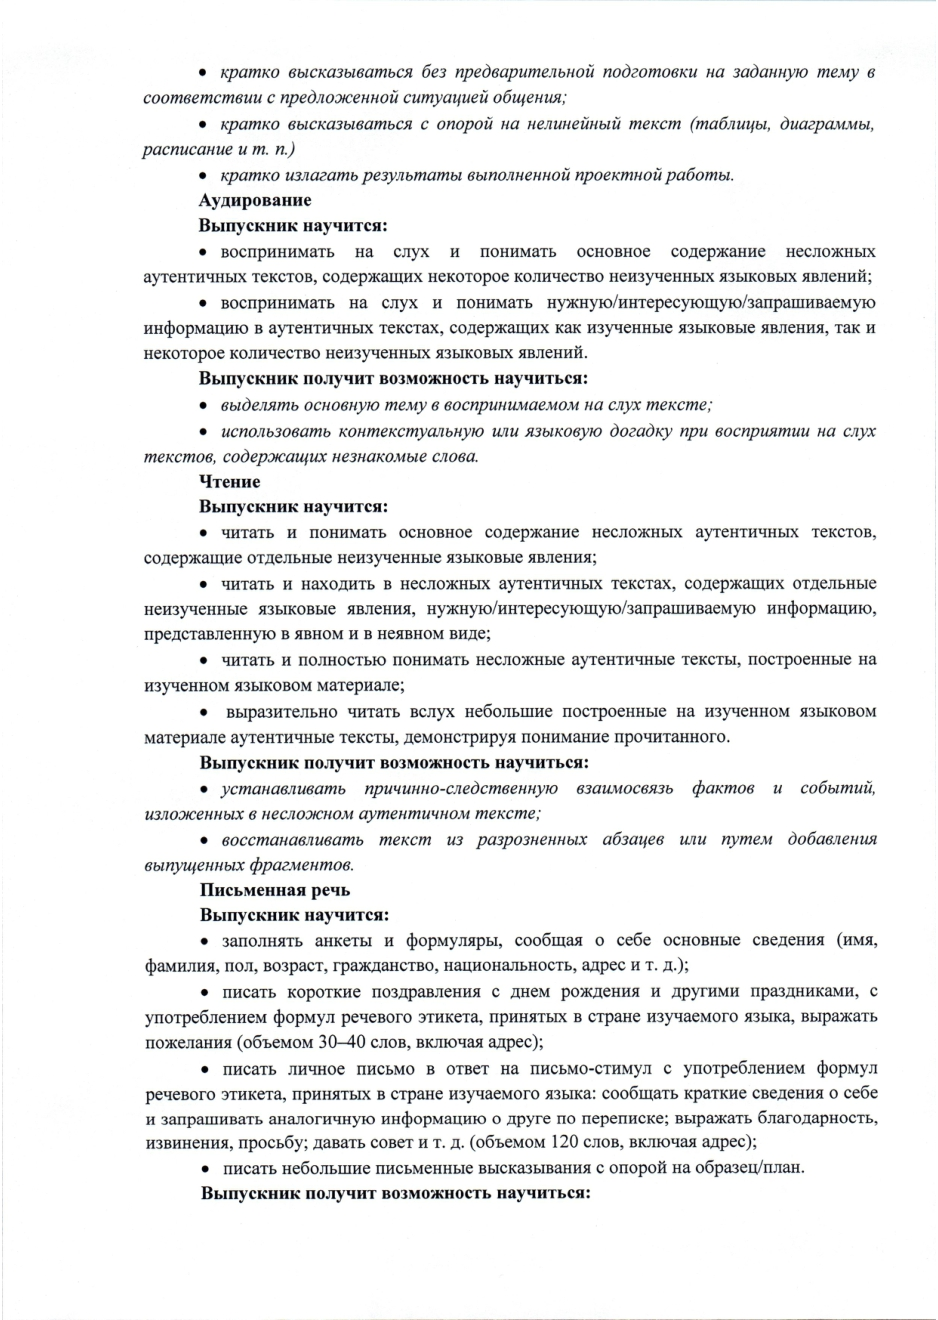 • кратко высказываться без предварительной подготовки на заданную тему в
соответствии с предложенной ситуацией общения;
• кратко высказываться с опорой на нелинейный текст (таблицы, диаграммы,
расписание и т. п.)
• кратко излагать результаты выполненной проектной работы.
Аудирование
Выпускник научится:
• воспринимать на слух и понимать основное содержание несложных
аутентичных текстов, содержащих некоторое количество неизученных языковых явлений;
• воспринимать на слух и понимать нужную/интересующую/запрашиваемую
информацию в аутентичных текстах, содержащих как изученные языковые явления, так и
некоторое количество неизученных языковых явлений.
Выпускник получит возможность научиться:
• выделять основную тему в воспринимаемом на слух тексте;
• использовать контекстуальную или языковую догадку при восприятии на слух
текстов, содержащих незнакомые слова.
Чтение
Выпускник научится:
• читать и понимать основное содержание несложных аутентичных текстов,
содержащие отдельные неизученные языковые явления;
• читать и находить в несложных аутентичных текстах, содержащих отдельные
неизученные языковые явления, нужную/интересующую/запрашиваемую информацию,
представленную в явном и в неявном виде;
• читать и полностью понимать несложные аутентичные тексты, построенные на
изученном языковом материале;
• выразительно читать вслух небольшие построенные на изученном языковом
материале аутентичные тексты, демонстрируя понимание прочитанного.
Выпускник получит возможность научиться:
• устанавливать причинно-следственную взаимосвязь фактов и событий,
изложенных в несложном аутентичном тексте;
• восстанавливать текст из разрозненных абзацев или путем добавления
выпущенных фрагментов.
Письменная речь
Выпускник научится:
• заполнять анкеты и формуляры, сообщая о себе основные сведения (имя,
фамилия, пол, возраст, гражданство, национальность, адрес и т. д.);
• писать короткие поздравления с днем рождения и другими праздниками, с
употреблением формул речевого этикета, принятых в стране изучаемого языка, выражать
пожелания (объемом 30–40 слов, включая адрес);
• писать личное письмо в ответ на письмо-стимул с употреблением формул
речевого этикета, принятых в стране изучаемого языка: сообщать краткие сведения о себе
и запрашивать аналогичную информацию о друге по переписке; выражать благодарность,
извинения, просьбу; давать совет и т. д. (объемом 120 слов, включая адрес);
• писать небольшие письменные высказывания с опорой на образец/план.
Выпускник получит возможность научиться: